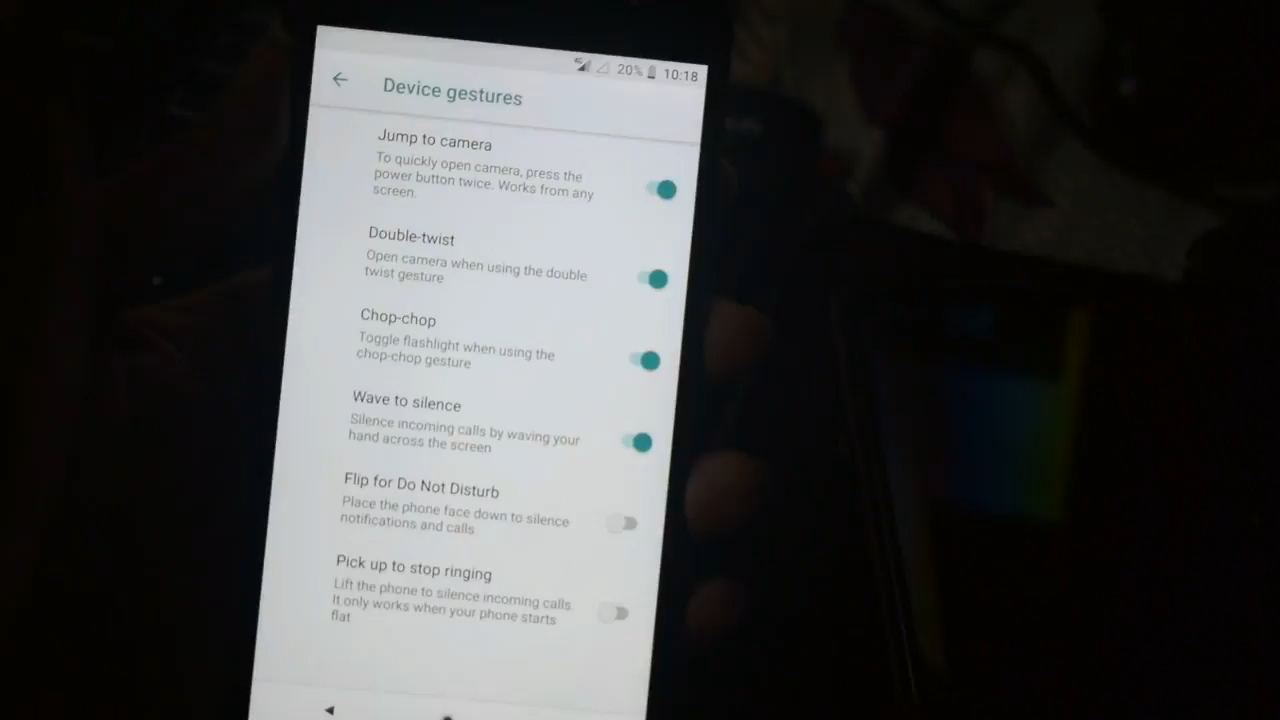 4G 20% 10:18
Device gestures
Jump to camera
To quickly open camera, press the
power button twice. Works from any
screen.
Double-twist
Open camera when using the double
twist gesture
Chop-chop
Toggle flashlight when using the
chop-chop gesture
Wave to silence
Silence incoming calls by waving your
hand across the screen
Flip for Do Not Disturb
Place the phone face down to silence
notifications and calls
Pick up to stop ringing
Lift the phone to silence incoming calls.
It only works when your phone starts
flat